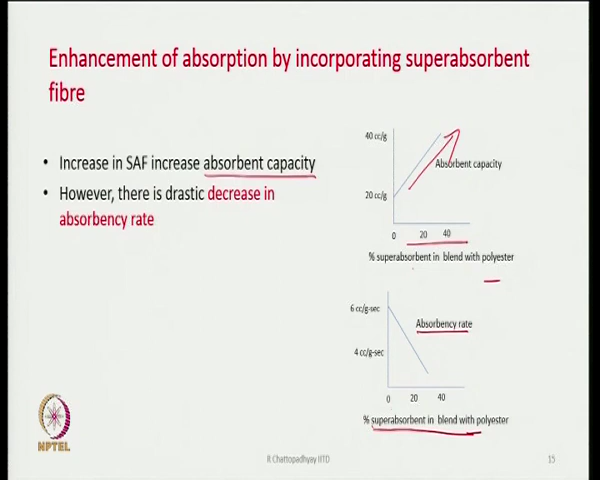 Enhancement of absorption by incorporating superabsorbent
fibre
• Increase in SAF increase absorbent capacity
• However, there is drastic decrease in
absorbency rate
40 cc/g
Absorbent capacity
20 cc/g
0 20 40
% superabsorbent in blend with polyester
6 cc/g-sec
Absorbency rate
4 cc/g-sec
0 20 40
% superabsorbent in blend with polyester
NPTEL
R Chattopadhyay IITD
15